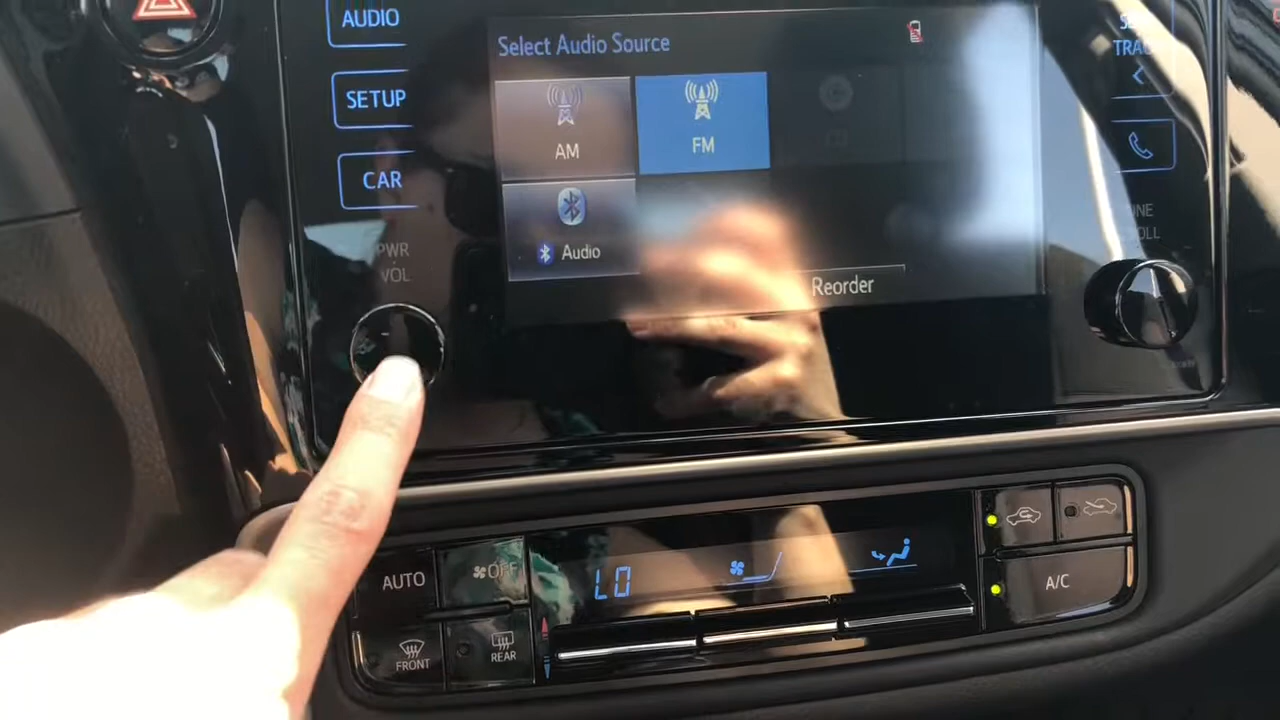 AUDIO
SETUP
CAR
PWR
VOL
Select Audio Source
AM
FM
Audio
Reorder
AUTO
OFF
FRONT
REAR
LO
A/C